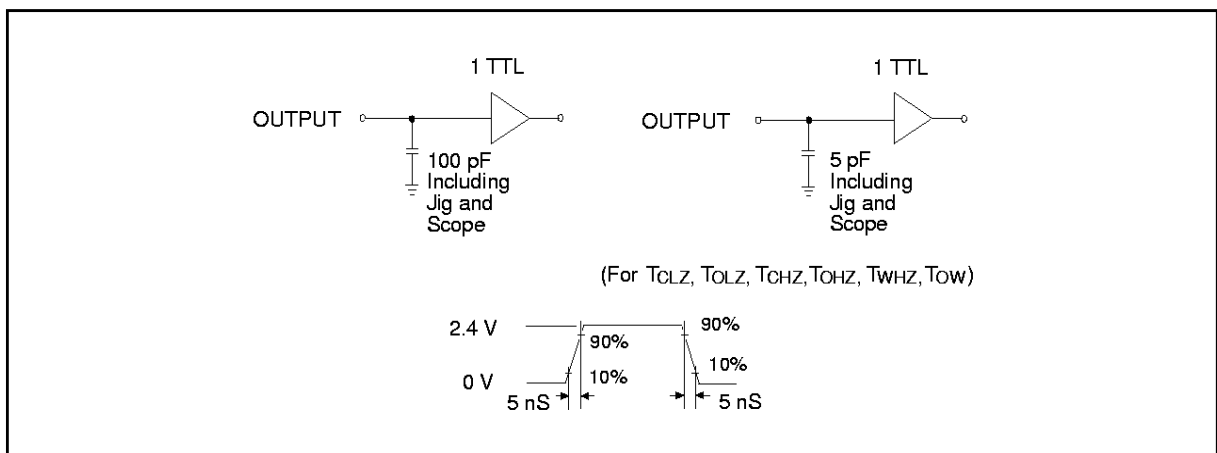 1 TTL
OUTPUT
100 pF
Including
Jig and
Scope
1 TTL
OUTPUT
5 pF
Including
Jig and
Scope
(For TCLZ, TOLZ, TCHZ, TOHZ, TWHZ, TOW)
2.4 V
90%
90%
0 V
10%
10%
5 nS
5 nS